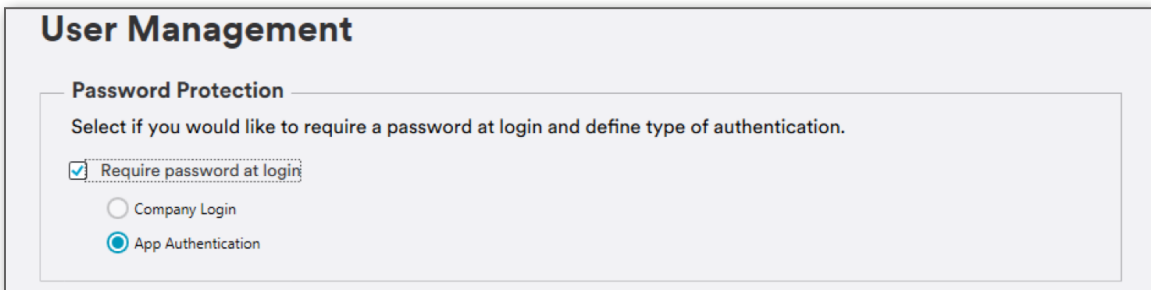 User Management
Password Protection
Select if you would like to require a password at login and define type of authentication.
Require password at login
Company Login
App Authentication